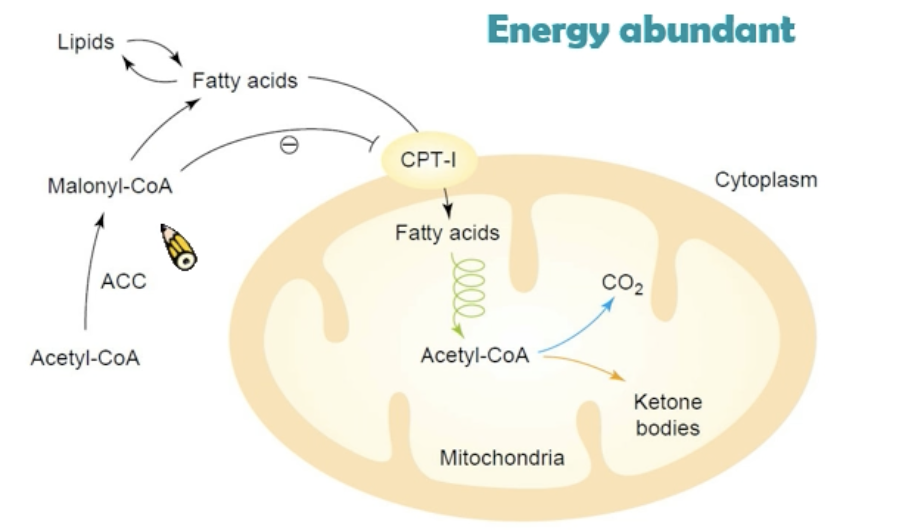 Energy abundant
Lipids
Fatty acids
CPT-I
Malonyl-CoA
Cytoplasm
Fatty acids
ACC
CO₂
Acetyl-CoA
Acetyl-CoA
Ketone
bodies
Mitochondria